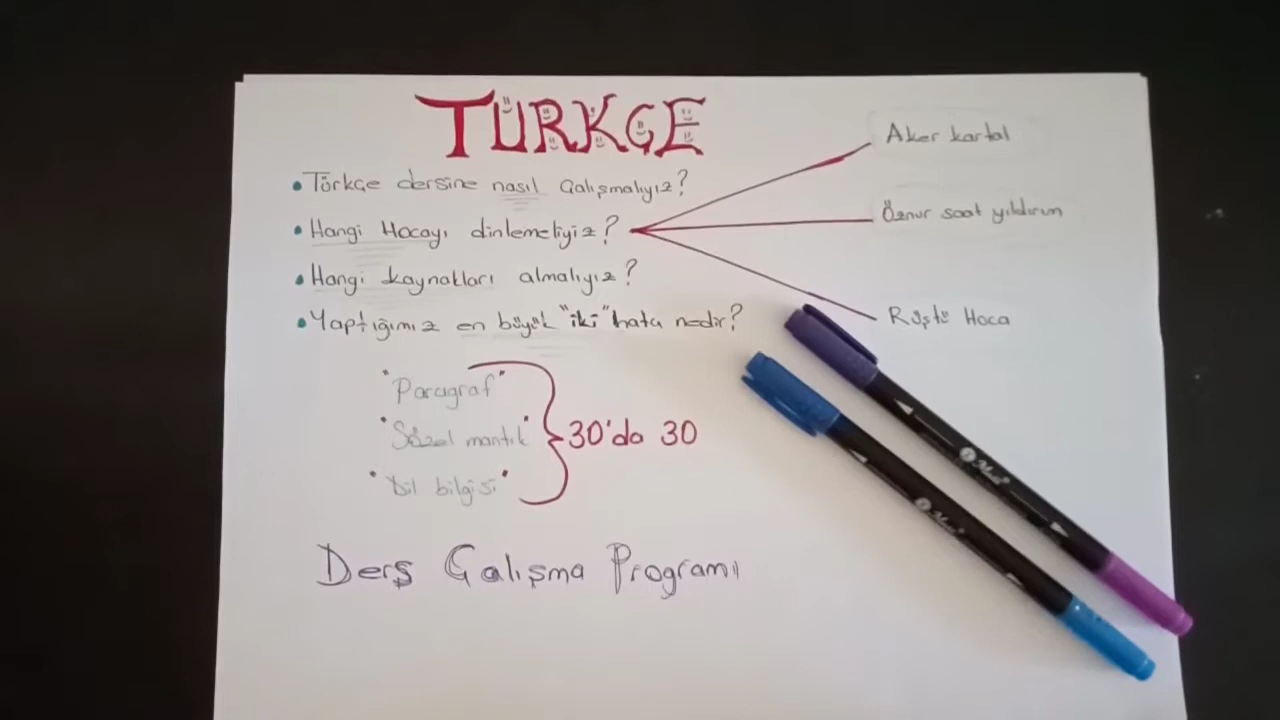 TÜRKÇE
• Türkçe dersine nasıl Çalışmalıyız?
• Hangi Hocayı dinlemeliyiz?
Aker kartal
Öznur saat yıldırım
Rüştü Hoca
• Hangi kaynakları almalıyız?
• Yaptığımız en büyük "iki" hata nedir?
"Paragraf"
"Sözel mantık"
"Dil bilgisi"
30'da 30
Ders Çalışma Programı